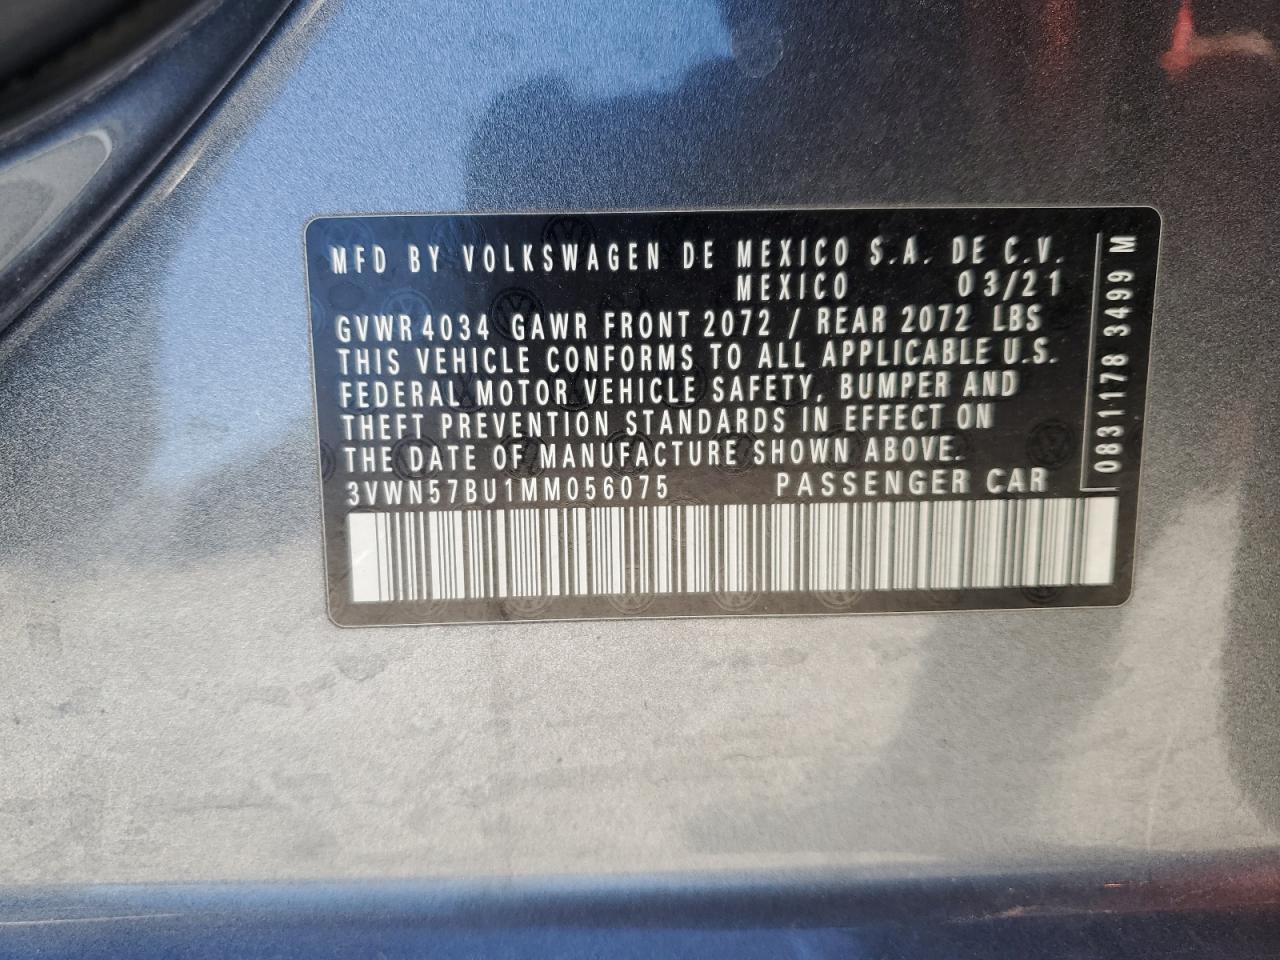 MFD BY VOLKSWAGEN DE MEXICO S.A. DE C.V.
MEXICO 03/21
GVWR 4034 GAWR FRONT 2072 / REAR 2072 LBS
THIS VEHICLE CONFORMS TO ALL APPLICABLE U.S.
FEDERAL MOTOR VEHICLE SAFETY, BUMPER AND
THEFT PREVENTION STANDARDS IN EFFECT ON
THE DATE OF MANUFACTURE SHOWN ABOVE.
3VWN57BU1MM056075 PASSENGER CAR
0831178 3499 M